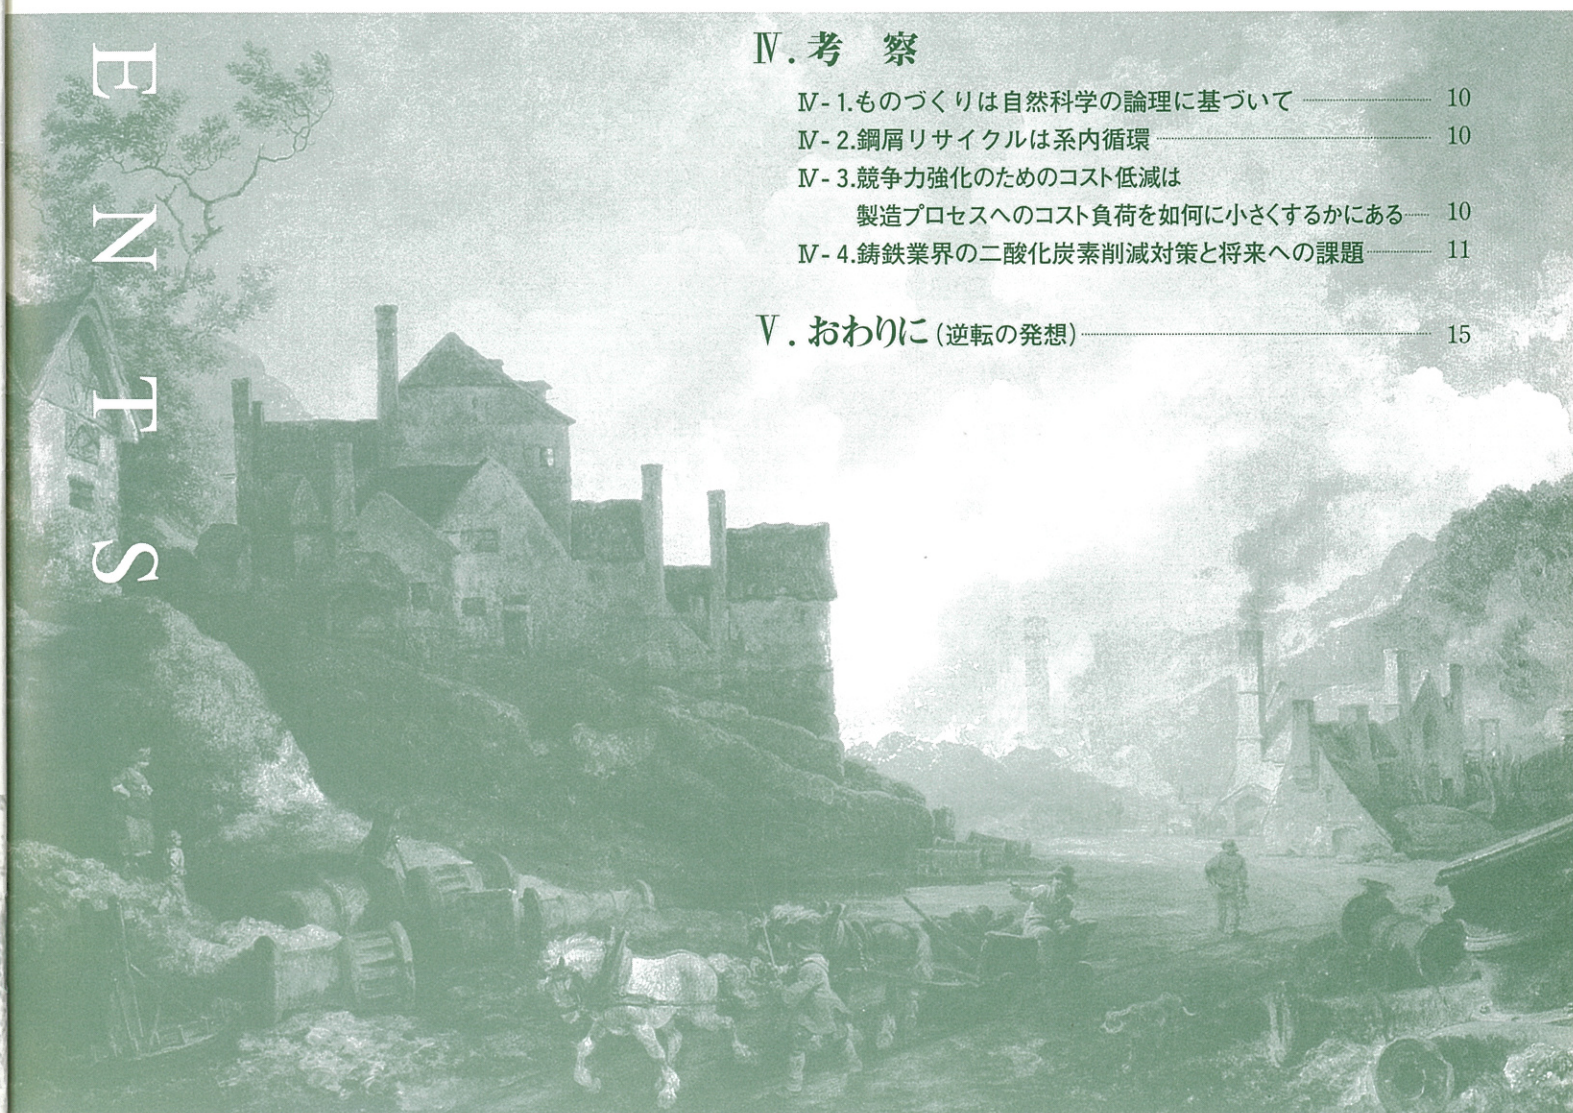 ENTS
Ⅳ. 考 察
Ⅳ- 1.ものづくりは自然科学の論理に基づいて 10
Ⅳ- 2.鋼屑リサイクルは系内循環 10
Ⅳ- 3.競争力強化のためのコスト低減は
製造プロセスへのコスト負荷を如何に小さくするかにある 10
Ⅳ- 4.鋳鉄業界の二酸化炭素削減対策と将来への課題 11
Ⅴ. おわりに(逆転の発想) 15